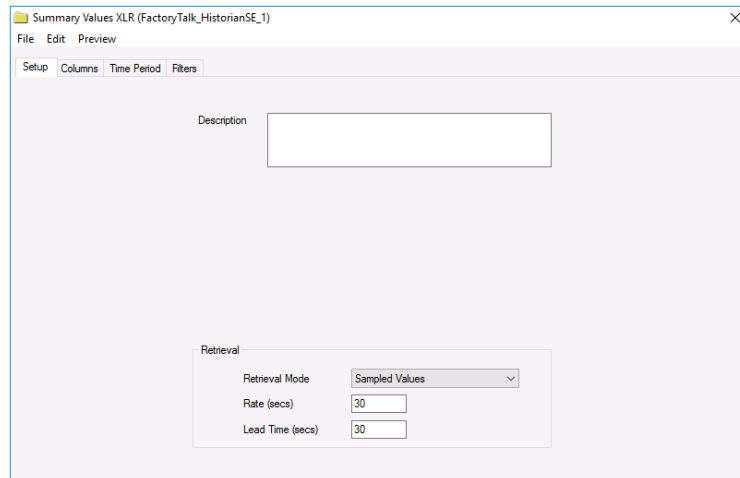 Summary Values XLR (FactoryTalk_HistorianSE_1)
File Edit Preview
Setup Columns Time Period Filters
Description
Retrieval
Retrieval Mode Sampled Values
Rate (secs) 30
Lead Time (secs) 30